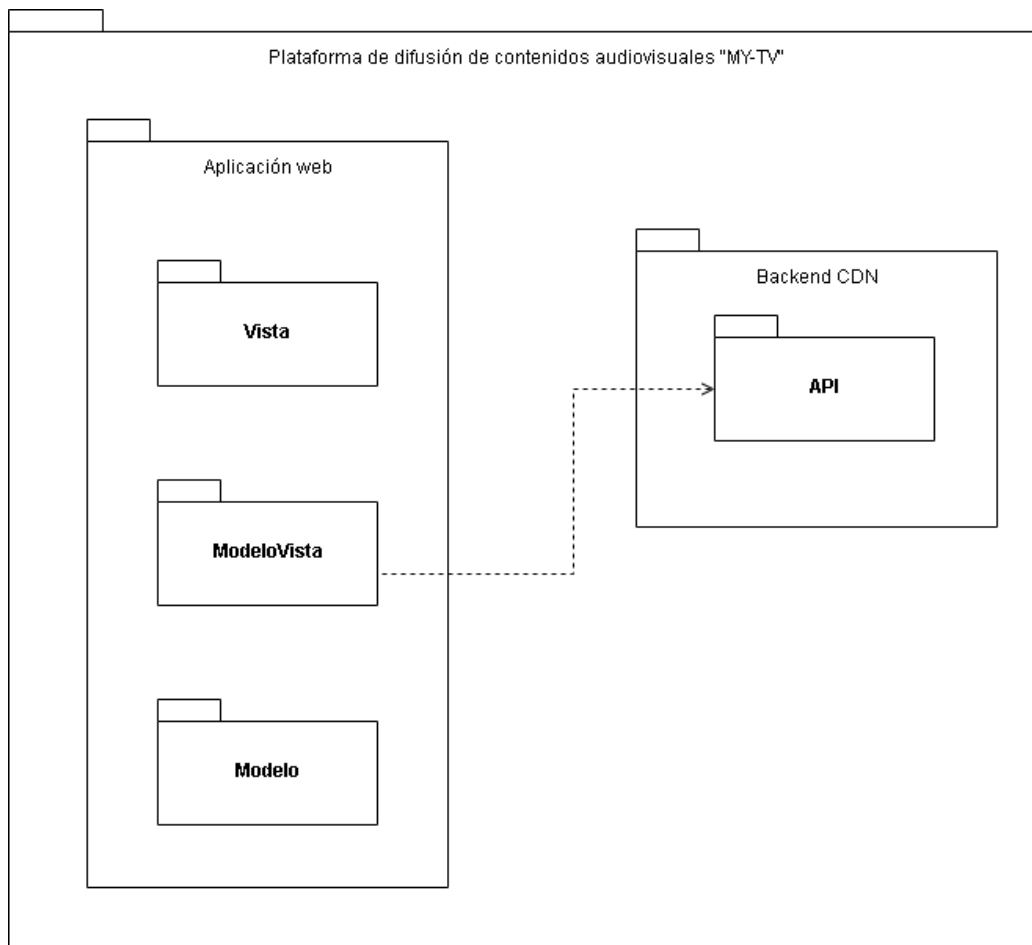 Plataforma de difusión de contenidos audiovisuales "MY-TV"
Aplicación web
Vista
ModeloVista
Modelo
Backend CDN
API